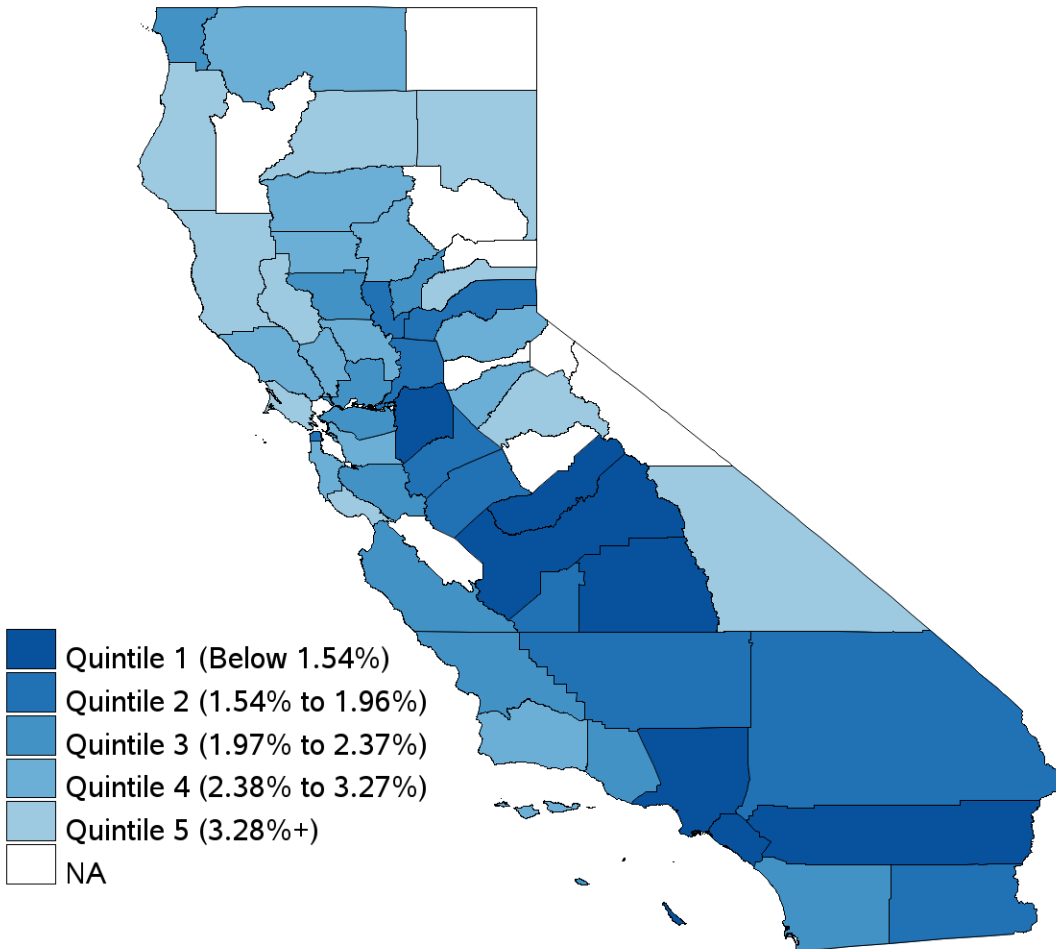 Quintile 1 (Below 1.54%)
Quintile 2 (1.54% to 1.96%)
Quintile 3 (1.97% to 2.37%)
Quintile 4 (2.38% to 3.27%)
Quintile 5 (3.28%+)
NA